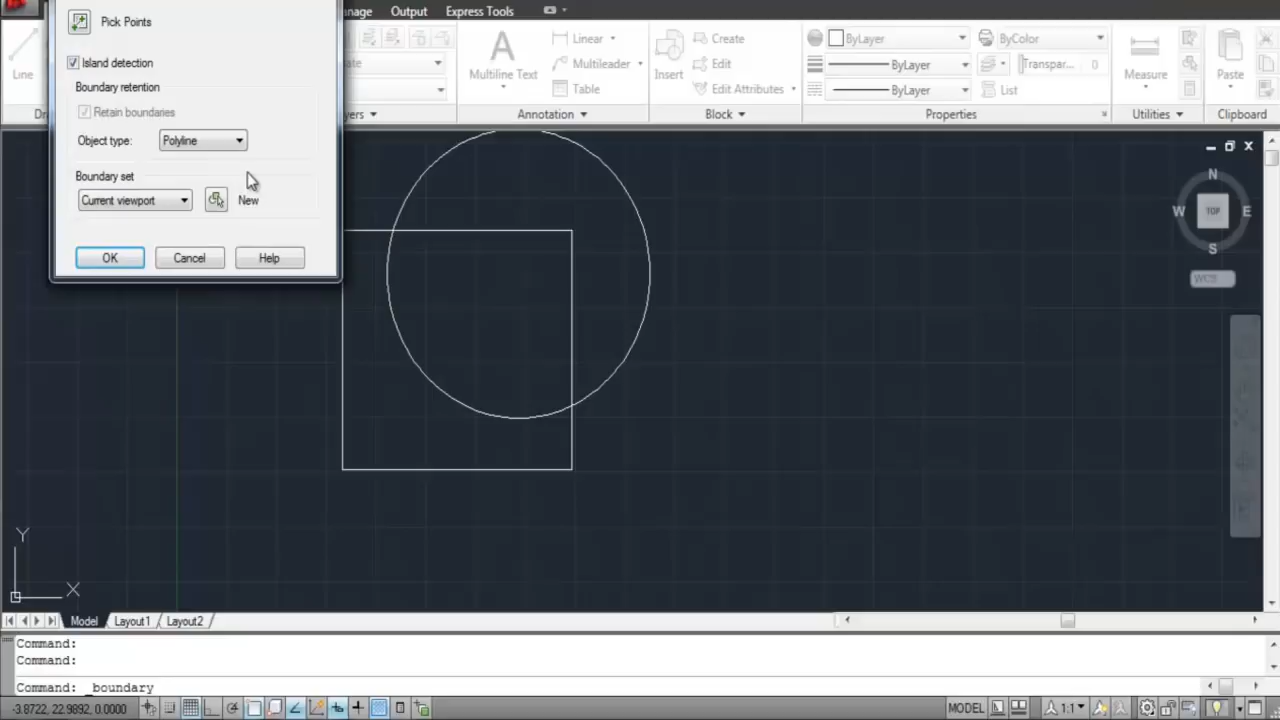 Pick Points
Island detection
Boundary retention
Retain boundaries
Object type: Polyline
Boundary set
Current viewport New
OK Cancel Help
nage Output Express Tools
Line
Multiline Text
Linear
Multileader
Table
Insert
Create
Edit
Edit Attributes
ByLayer
ByLayer
ByLayer
ByColor
Transpar... 0
List
Measure
Paste
yers
Annotation
Block
Properties
Utilities
Clipboard
N
W TOP E
S
WCS
Y
X
Model Layout1 Layout2
Command:
Command:
Command: _boundary
-3.8722, 22.9892, 0.0000
MODEL
1:1